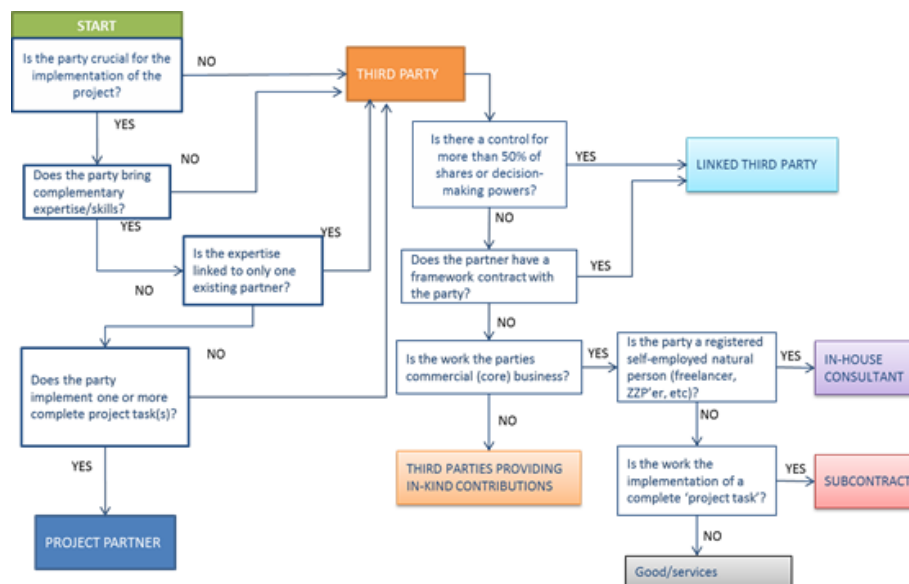 START
Is the party crucial for the
implementation of the
project?
NO
THIRD PARTY
YES
Does the party bring
complementary
expertise/skills?
NO
YES
Is the expertise
linked to only one
existing partner?
YES
NO
NO
Does the party
implement one or more
complete project task(s)?
YES
PROJECT PARTNER
Is there a control for
more than 50% of
shares or decision-
making powers?
YES
LINKED THIRD PARTY
NO
Does the partner have a
framework contract with
the party?
YES
NO
Is the work the parties
commercial (core) business?
YES
NO
THIRD PARTIES PROVIDING
IN-KIND CONTRIBUTIONS
Is the party a registered
self-employed natural
person (freelancer,
ZZP'er, etc)?
YES
IN-HOUSE
CONSULTANT
NO
Is the work the
implementation of a
complete 'project task'?
YES
SUBCONTRACT
NO
Good/services